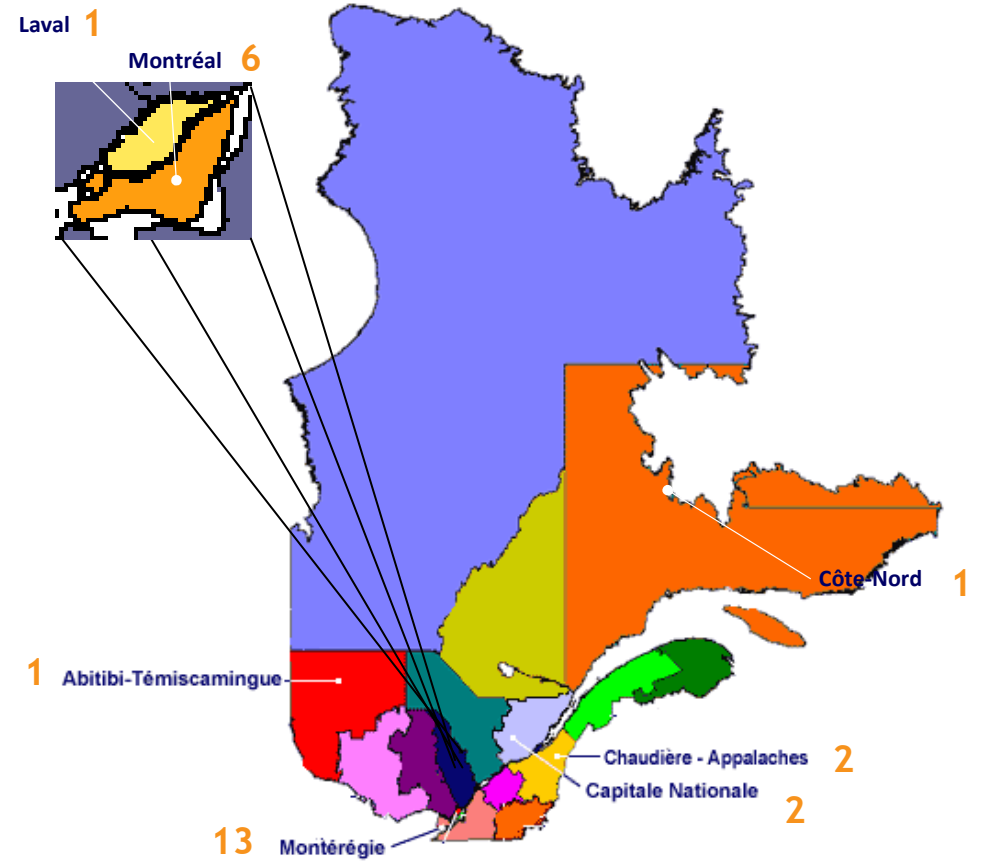 Laval 1
Montréal 6
Côte-Nord 1
1 Abitibi-Témiscamingue
Chaudière - Appalaches 2
Capitale Nationale 2
13 Montérégie